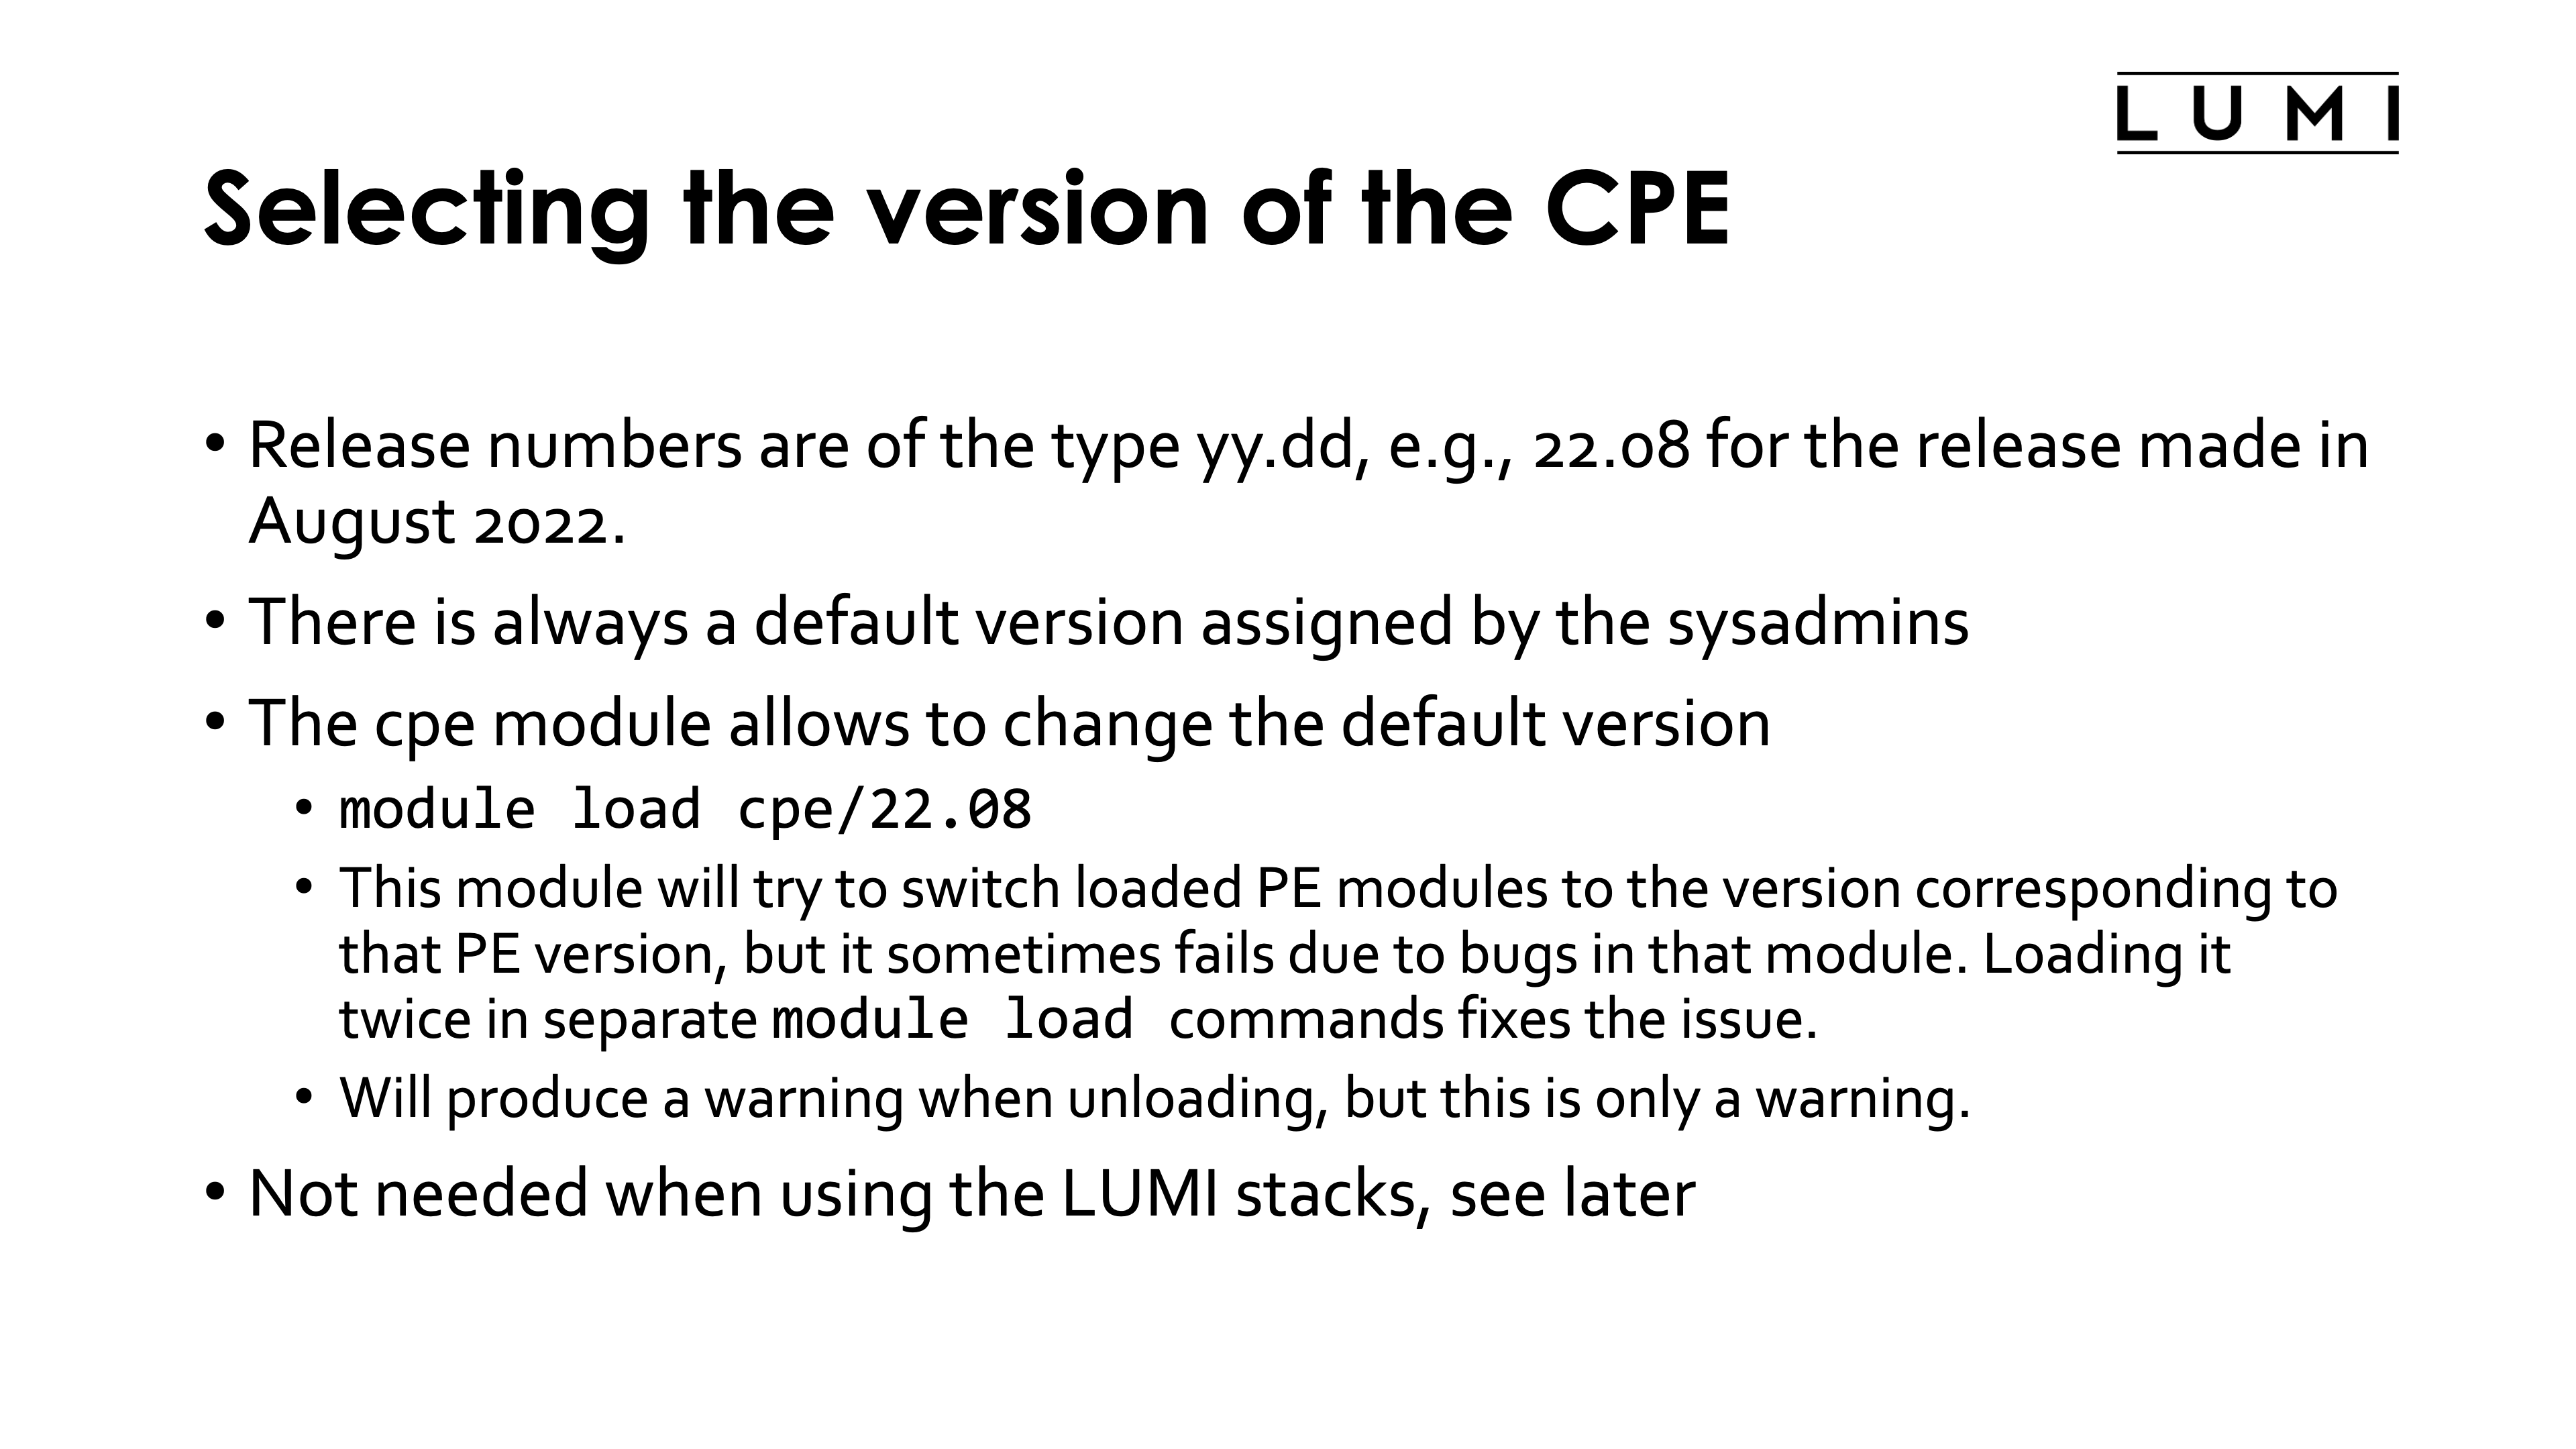 L U M I
Selecting the version of the CPE
• Release numbers are of the type yy.dd, e.g., 22.08 for the release made in
August 2022.
• There is always a default version assigned by the sysadmins
• The cpe module allows to change the default version
• module load cpe/22.08
• This module will try to switch loaded PE modules to the version corresponding to
that PE version, but it sometimes fails due to bugs in that module. Loading it
twice in separate module load commands fixes the issue.
• Will produce a warning when unloading, but this is only a warning.
• Not needed when using the LUMI stacks, see later